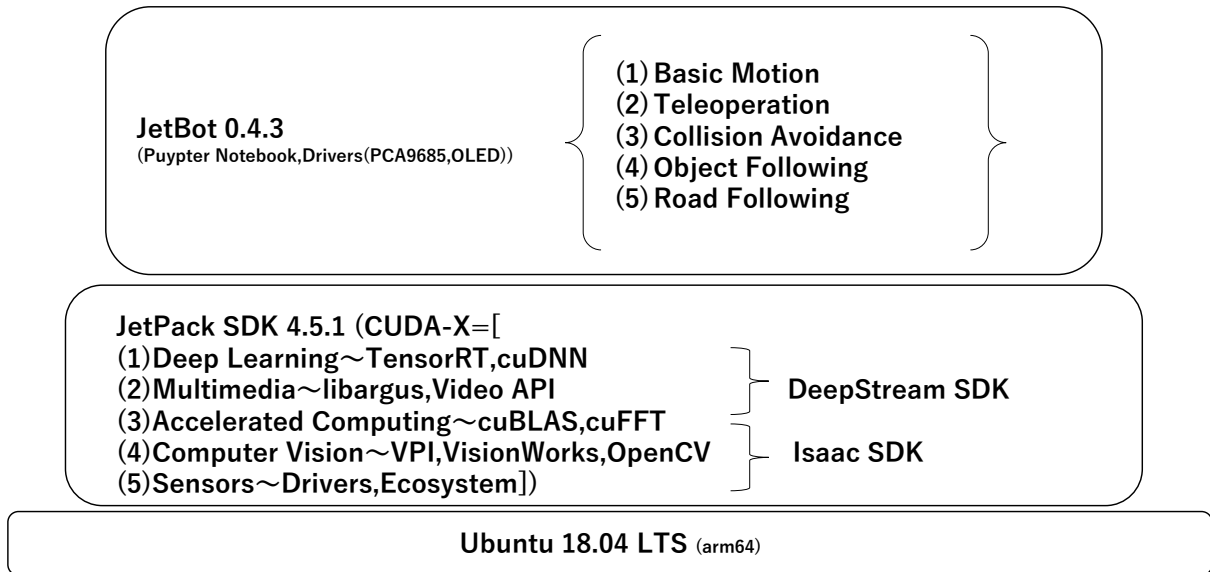 JetBot 0.4.3
(Puypter Notebook,Drivers(PCA9685,OLED))
(1) Basic Motion
(2) Teleoperation
(3) Collision Avoidance
(4) Object Following
(5) Road Following
JetPack SDK 4.5.1 (CUDA-X=[
(1)Deep Learning～TensorRT,cuDNN
(2)Multimedia～libargus,Video API
(3)Accelerated Computing～cuBLAS,cuFFT
(4)Computer Vision～VPI,VisionWorks,OpenCV
(5)Sensors～Drivers,Ecosystem])
DeepStream SDK
Isaac SDK
Ubuntu 18.04 LTS (arm64)